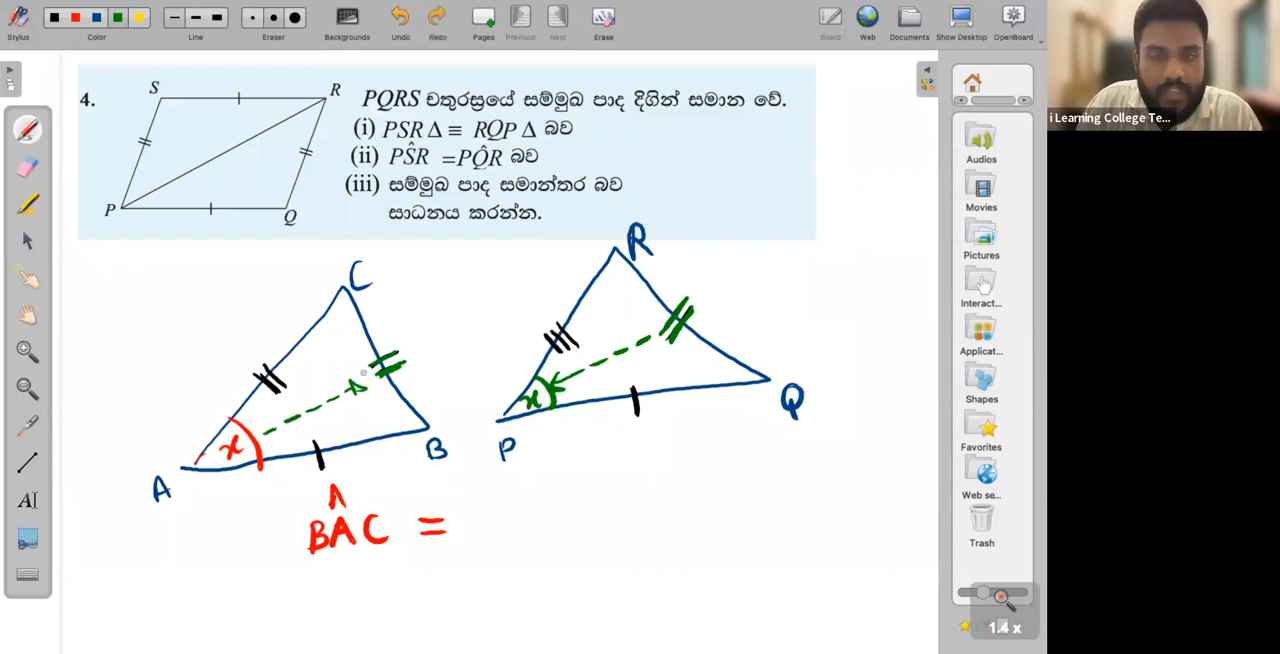 Stylus
Color
Line
Eraser
Backgrounds
Undo
Redo
Pages
Previous
Next
Erase
Board
Web
Documents
Show Desktop
OpenBoard
4.
S
R
P
Q
PQRS චතුරස්‍රයේ සම්මුඛ පාද දිගින් සමාන වේ.
(i) PSR Δ ≡ RQP Δ බව
(ii) PŜR = PQ̂R බව
(iii) සම්මුඛ පාද සමාන්තර බව
සාධනය කරන්න.
C
A
B
x
R
P
Q
x
BÂC =
Audios
Movies
Pictures
Interact...
Applicat...
Shapes
Favorities
Web se...
Trash
1.4 x
i Learning College Te...